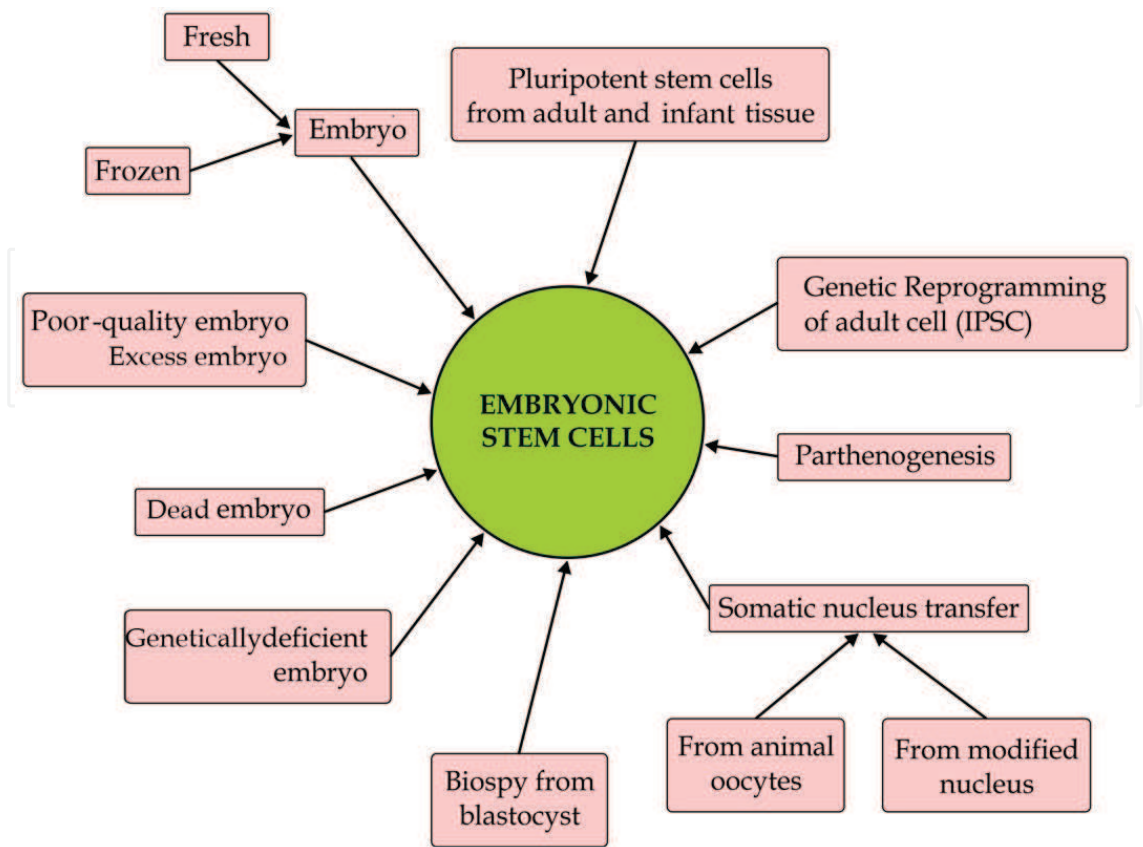 Fresh
Pluripotent stem cells
from adult and infant tissue
Embryo
Frozen
Genetic Reprogramming
of adult cell (IPSC)
Poor-quality embryo
Excess embryo
EMBRYONIC
STEM CELLS
Parthenogenesis
Dead embryo
Somatic nucleus transfer
Geneticallydeficient
embryo
From animal
oocytes
From modified
nucleus
Biospy from
blastocyst